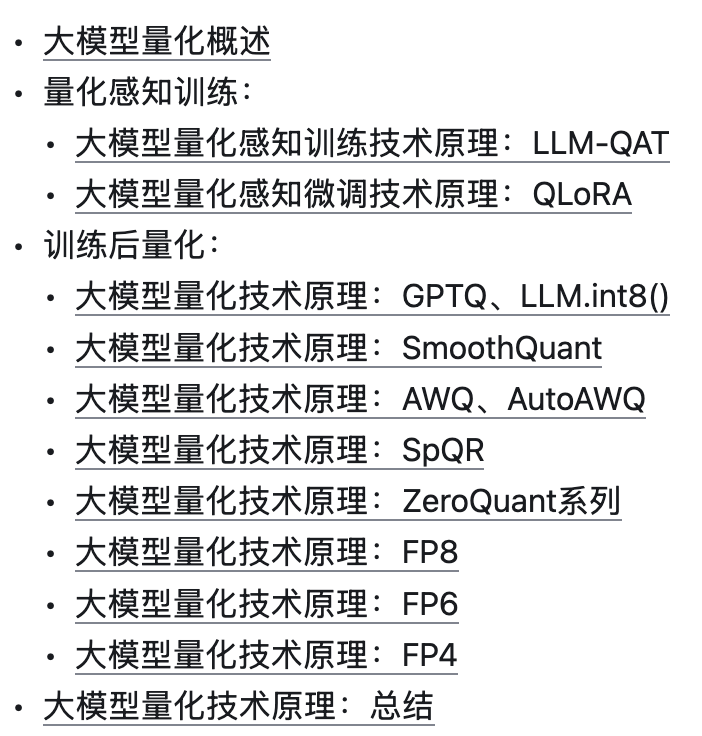 • 大模型量化概述
• 量化感知训练：
• 大模型量化感知训练技术原理：LLM-QAT
• 大模型量化感知微调技术原理：QLoRA
• 训练后量化：
• 大模型量化技术原理：GPTQ、LLM.int8()
• 大模型量化技术原理：SmoothQuant
• 大模型量化技术原理：AWQ、AutoAWQ
• 大模型量化技术原理：SpQR
• 大模型量化技术原理：ZeroQuant系列
• 大模型量化技术原理：FP8
• 大模型量化技术原理：FP6
• 大模型量化技术原理：FP4
• 大模型量化技术原理：总结